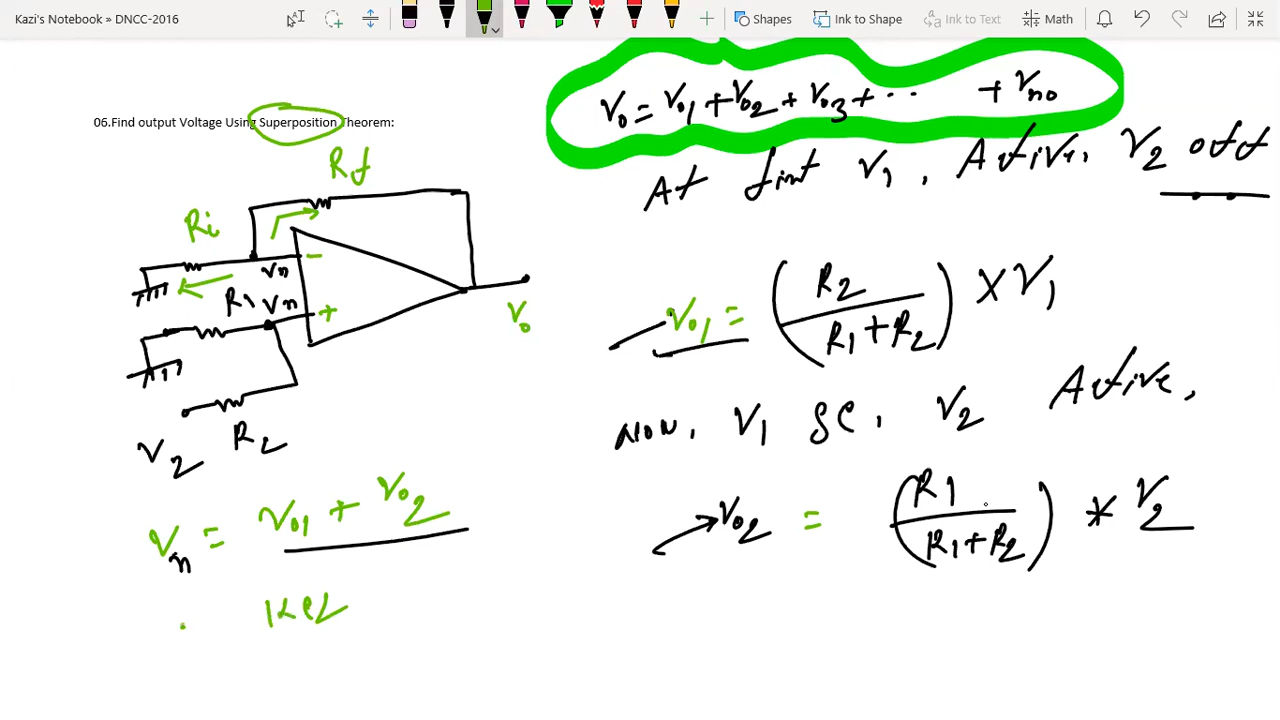 Kazi's Notebook » DNCC-2016
Shapes
Ink to Shape
Ink to Text
Math
V₀ = V₀₁ + V₀₂ + V₀₃ + ... + Vₙ₀
06.Find output Voltage Using Superposition Theorem:
At first V₁, Active, V₂ off
Rf
Ri
Vn
−
R1
Vn
+
V₀
V₂
R₂
V₀₁ = (R₂ / R₁+R₂) × V₁
now, V₁ SC, V₂ Active,
V₀₂ = (R1 / R₁+R₂) * V₂
Vn = V₀₁ + V₀₂
KCL